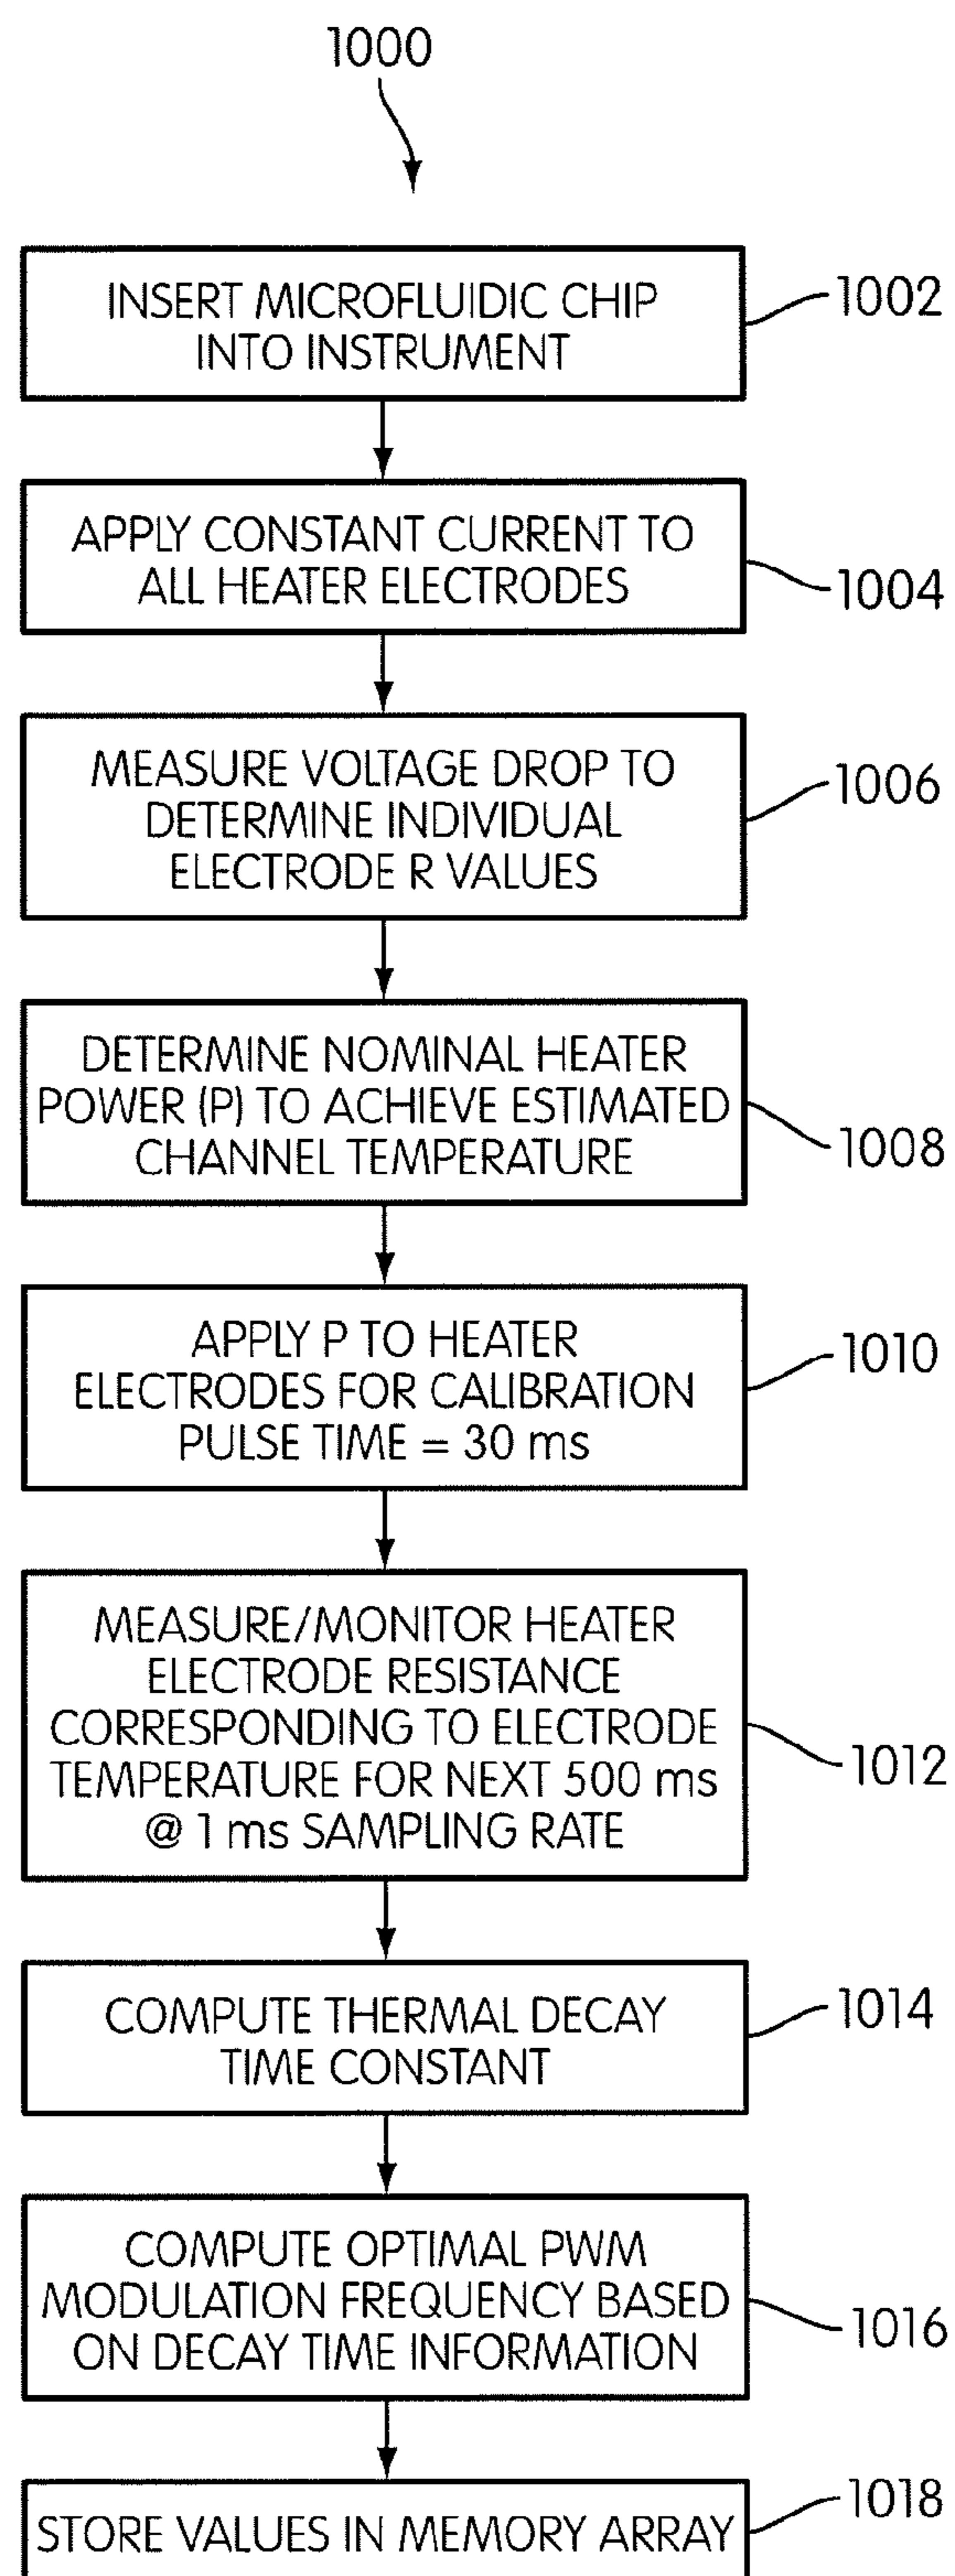 1000
INSERT MICROFLUIDIC CHIP
INTO INSTRUMENT
1002
APPLY CONSTANT CURRENT TO
ALL HEATER ELECTRODES
1004
MEASURE VOLTAGE DROP TO
DETERMINE INDIVIDUAL
ELECTRODE R VALUES
1006
DETERMINE NOMINAL HEATER
POWER (P) TO ACHIEVE ESTIMATED
CHANNEL TEMPERATURE
1008
APPLY P TO HEATER
ELECTRODES FOR CALIBRATION
PULSE TIME = 30 ms
1010
MEASURE/MONITOR HEATER
ELECTRODE RESISTANCE
CORRESPONDING TO ELECTRODE
TEMPERATURE FOR NEXT 500 ms
@ 1 ms SAMPLING RATE
1012
COMPUTE THERMAL DECAY
TIME CONSTANT
1014
COMPUTE OPTIMAL PWM
MODULATION FREQUENCY BASED
ON DECAY TIME INFORMATION
1016
STORE VALUES IN MEMORY ARRAY
1018